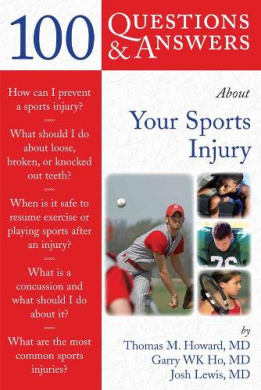 100 QUESTIONS
& ANSWERS
About
Your Sports
Injury
How can I prevent
a sports injury?
What should I do
about loose,
broken, or knocked
out teeth?
When is it safe to
resume exercise or
playing sports after
an injury?
What is a
concussion and
what should I do
about it?
What are the most
common sports
injuries?
76
by
Thomas M. Howard, MD
Garry WK Ho, MD
Josh Lewis, MD